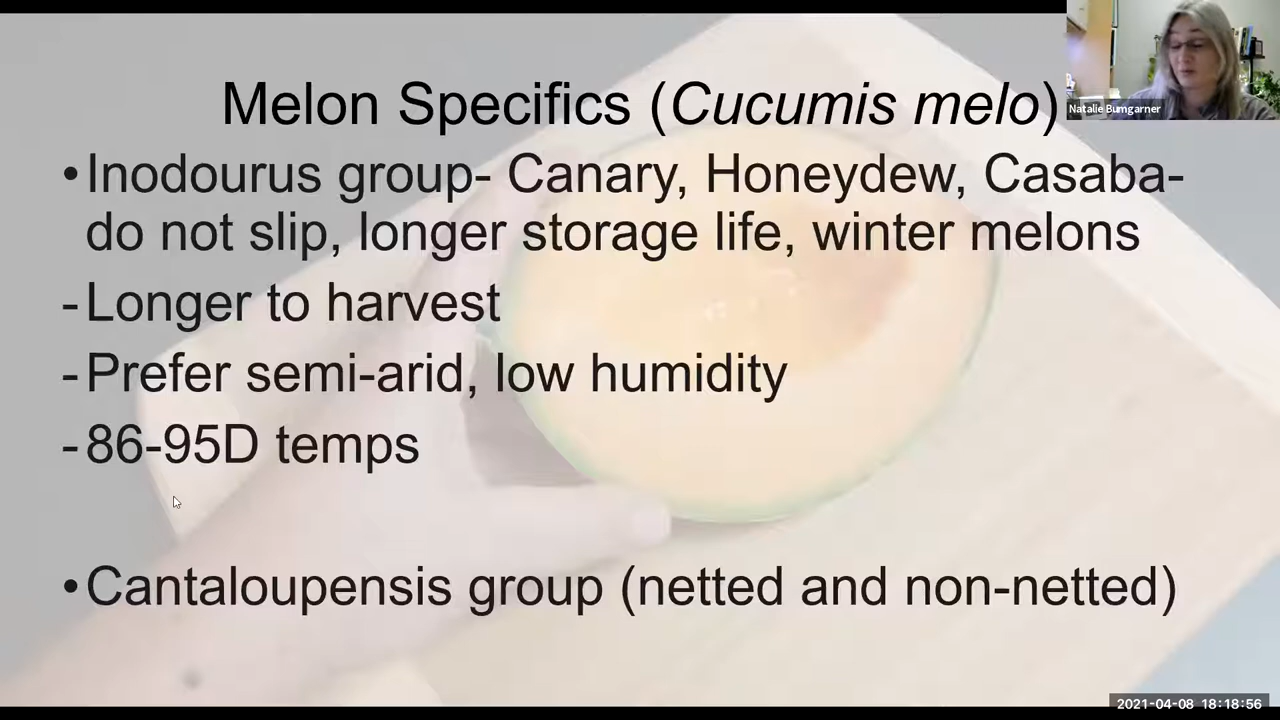 Melon Specifics (Cucumis melo)
Natalie Bumgarner
•Inodourus group- Canary, Honeydew, Casaba-
do not slip, longer storage life, winter melons
-Longer to harvest
-Prefer semi-arid, low humidity
-86-95D temps
•Cantaloupensis group (netted and non-netted)
2021-04-08 18:18:56